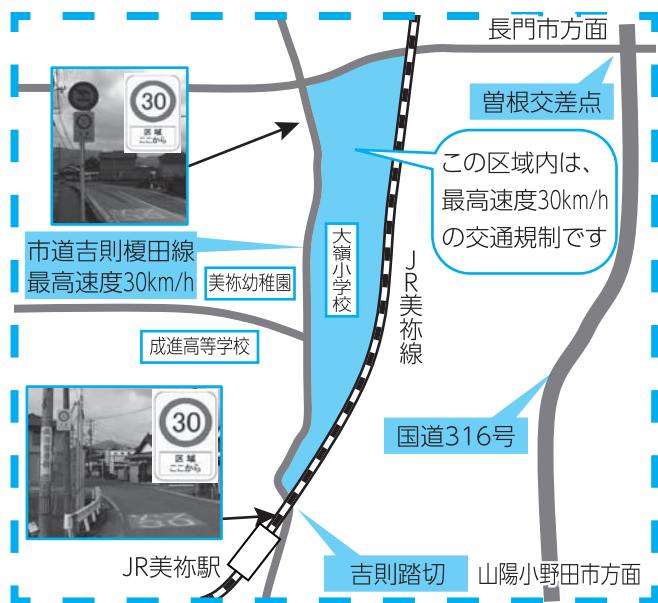 長門市方面
曽根交差点
30
区域
ここから
この区域内は、
最高速度30km/h
の交通規制です
市道吉則榎田線
最高速度30km/h
大嶺小学校
美祢幼稚園
JR美祢線
成進高等学校
30
区域
ここから
国道316号
JR美祢駅
吉則踏切
山陽小野田市方面